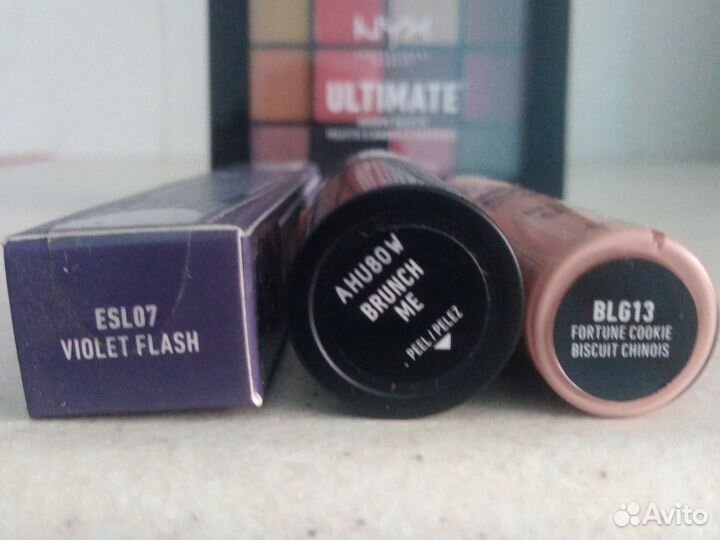 NYX
ULTIMATE
ESL07
VIOLET FLASH
AHU80W
BRUNCH
ME
PEEL / PELEZ
BLG13
FORTUNE COOKIE
BISCUIT CHINOIS
Avito